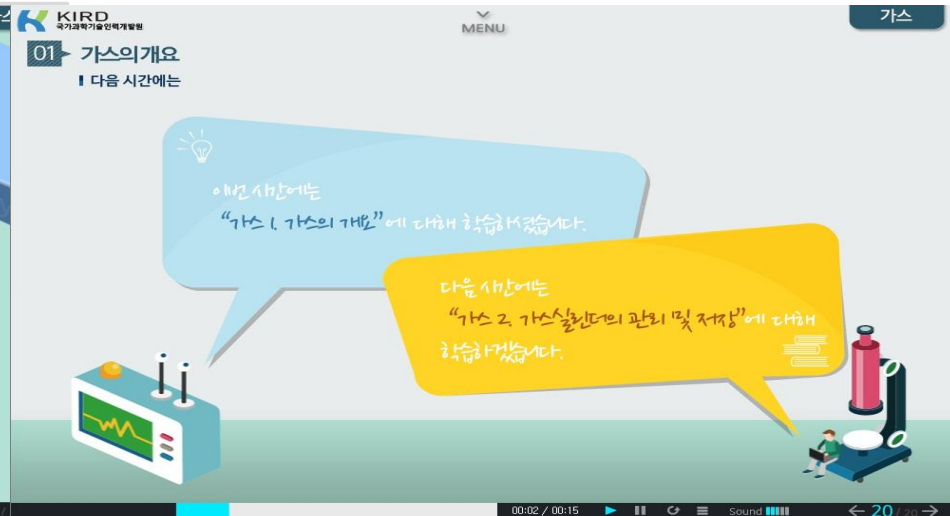 KIRD
국가과학기술인력개발원
MENU
가스
01 가스의 개요
다음 시간에는
이번 시간에는
“가스 1. 가스의 개요”에 대해 학습하셨습니다.
다음 시간에는
“가스 2. 가스실린더의 관리 및 저장”에 대해
학습하겠습니다.
00:02 / 00:15
Sound
← 20 / 20 →